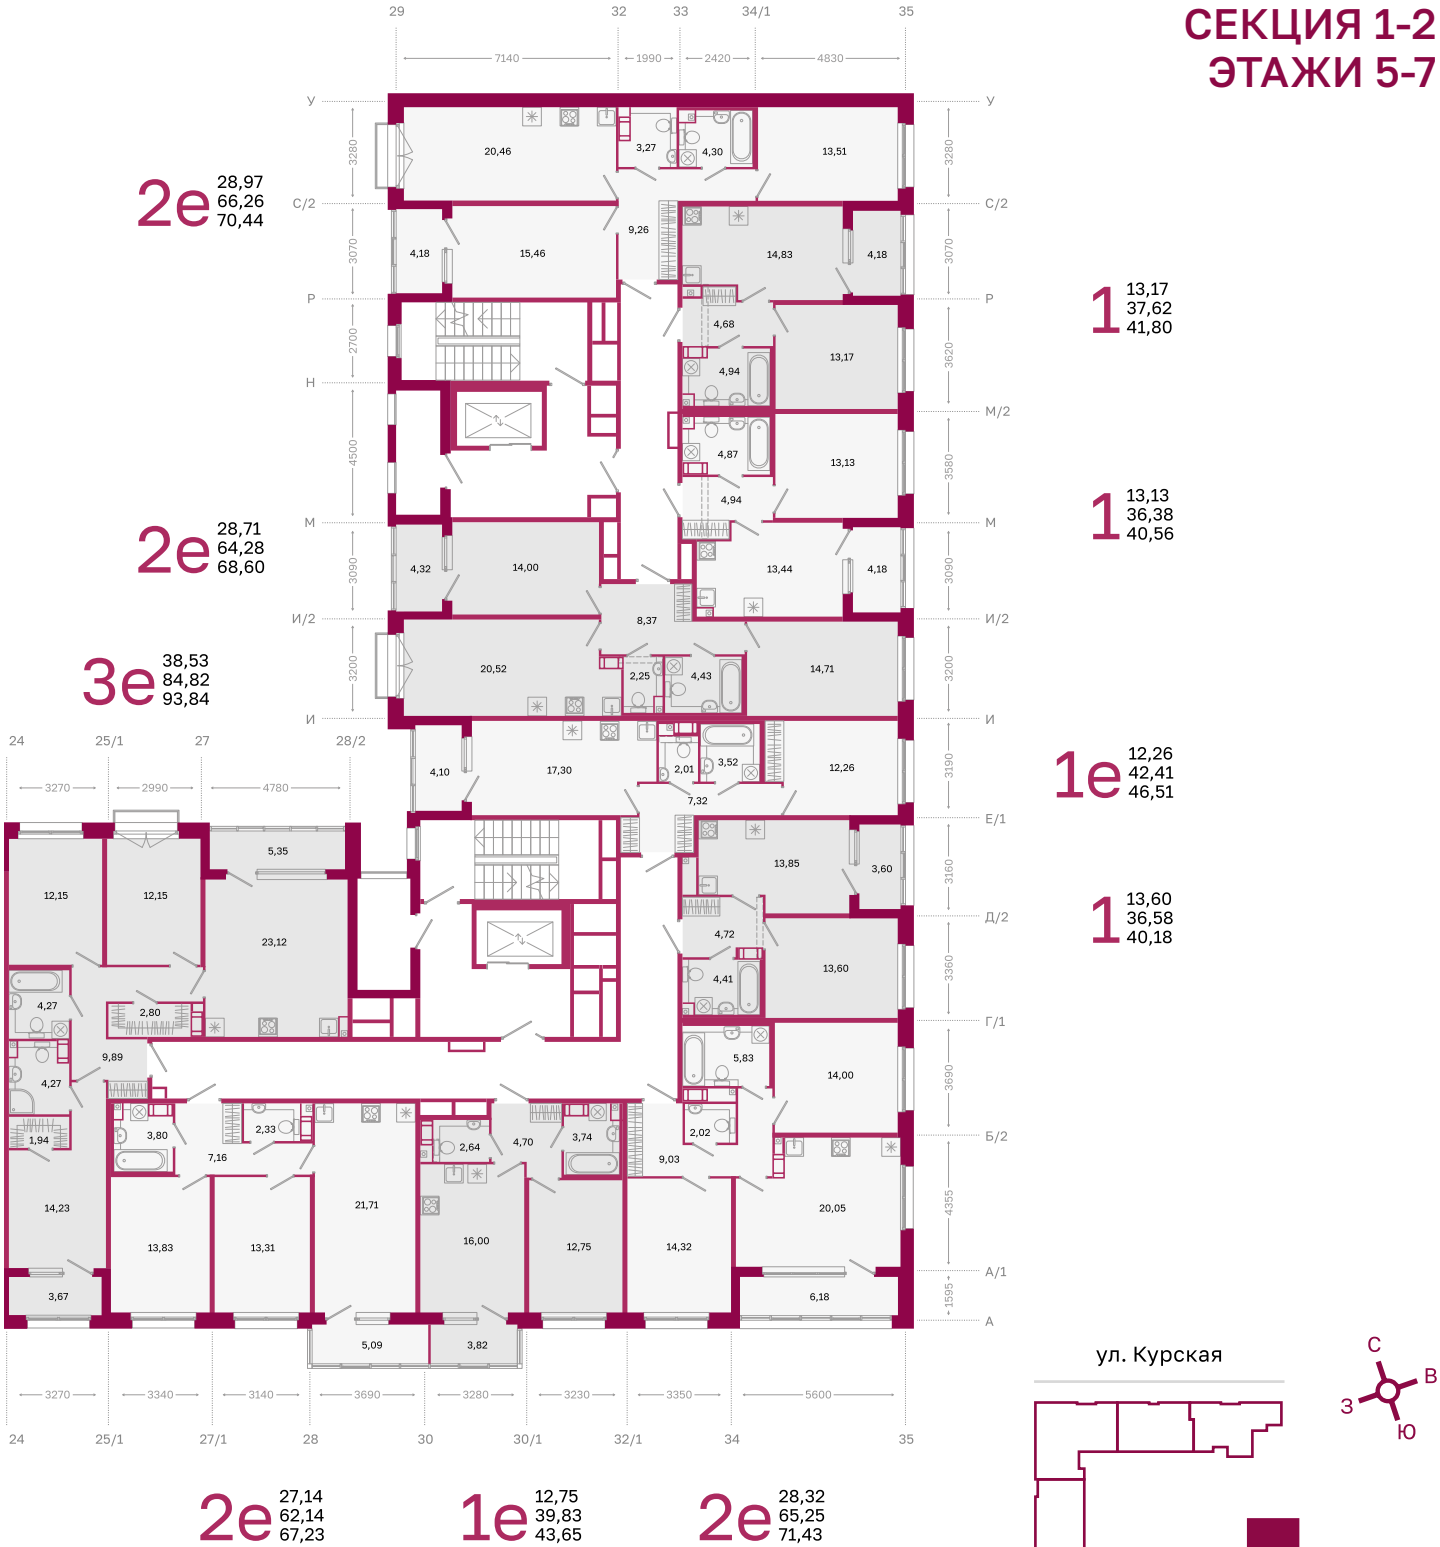 СЕКЦИЯ 1-2
ЭТАЖИ 5-7
29 32 33 34/1 35
7140 1990 2420 4830
У У
3280 20,46 3,27 4,30 13,51 3280
2е 28,97
66,26
70,44
С/2 С/2
3070 4,18 15,46 9,26 14,83 4,18 3070
Р Р
1 13,17
37,62
41,80
2700 4,68 13,17 3620
4,94
Н
М/2
4500 4,87 13,13 3580
4,94
1 13,13
36,38
40,56
М М
2е 28,71
64,28
68,60
3090 4,32 14,00 13,44 4,18 3090
И/2 8,37 И/2
3200 20,52 2,25 4,43 14,71 3200
3е 38,53
84,82
93,84
И И
24 25/1 27 28/2
3270 2990 4780
4,10 17,30 2,01 3,52 12,26 3190
7,32
1е 12,26
42,41
46,51
Е/1
5,35 13,85 3,60 3160
12,15 12,15 23,12
Д/2
1 13,60
36,58
40,18
4,72 13,60 3360
4,41
4,27 2,80
Г/1
9,89 5,83 14,00 3690
4,27
1,94 3,80 7,16 2,33 2,64 4,70 3,74 2,02 9,03
Б/2
14,23 13,83 13,31 21,71 16,00 12,75 14,32 20,05 4355
А/1
3,67 6,18 1595
А
5,09 3,82
3270 3340 3140 3690 3280 3230 3350 5600
24 25/1 27/1 28 30 30/1 32/1 34 35
2е 27,14
62,14
67,23
1е 12,75
39,83
43,65
2е 28,32
65,25
71,43
ул. Курская
С
В
З
Ю